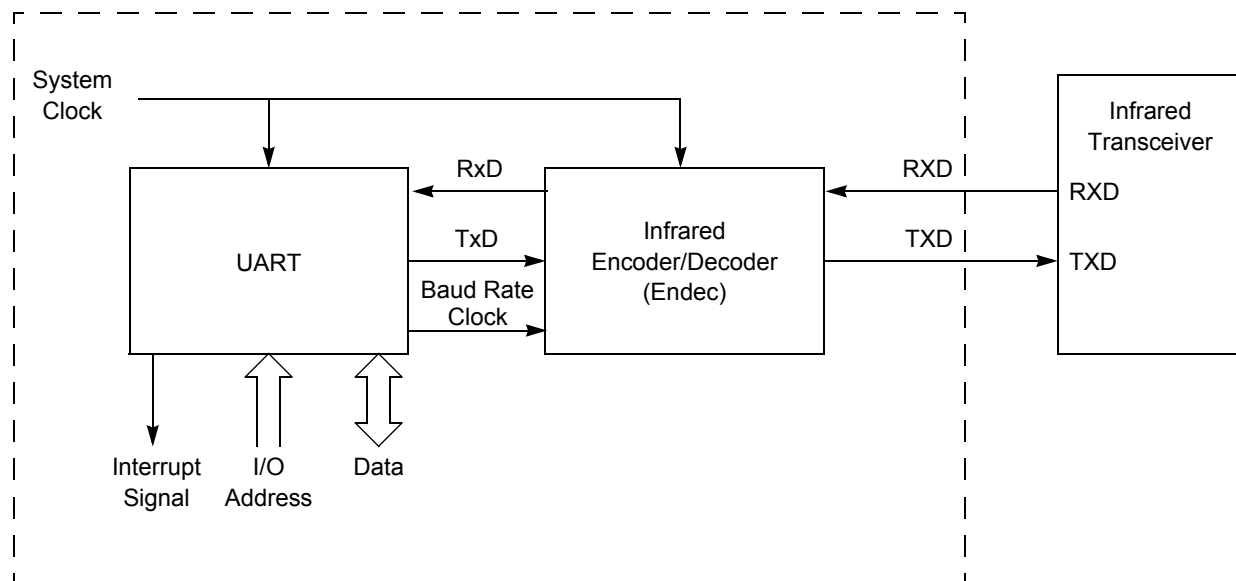 System
Clock
Infrared
Transceiver
RxD
RXD
RXD
TxD
Infrared
Encoder/Decoder
(Endec)
TXD
TXD
UART
Baud Rate
Clock
Interrupt
Signal
I/O
Address
Data